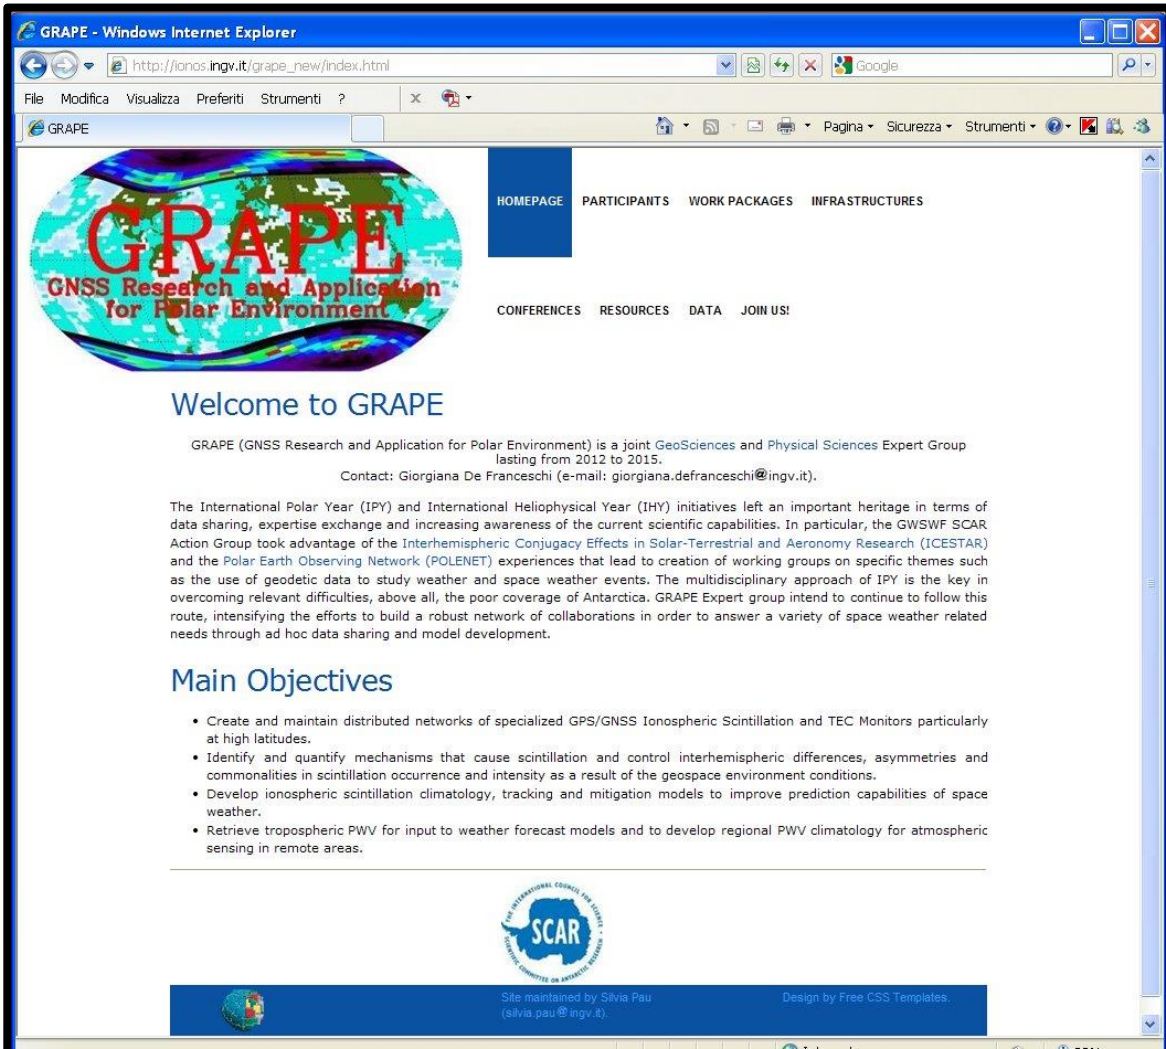 GRAPE - Windows Internet Explorer
http://ionos.ingv.it/grape_new/index.html
Google
File Modifica Visualizza Preferiti Strumenti ?
GRAPE
Pagina Sicurezza Strumenti
GRAPE
GNSS Research and Application
for Polar Environment
HOMEPAGE PARTICIPANTS WORK PACKAGES INFRASTRUCTURES
CONFERENCES RESOURCES DATA JOIN US!
Welcome to GRAPE
GRAPE (GNSS Research and Application for Polar Environment) is a joint GeoSciences and Physical Sciences Expert Group
lasting from 2012 to 2015.
Contact: Giorgiana De Franceschi (e-mail: giorgiana.defranceschi@ingv.it).
The International Polar Year (IPY) and International Heliophysical Year (IHY) initiatives left an important heritage in terms of
data sharing, expertise exchange and increasing awareness of the current scientific capabilities. In particular, the GWSWF SCAR
Action Group took advantage of the Interhemispheric Conjugacy Effects in Solar-Terrestrial and Aeronomy Research (ICESTAR)
and the Polar Earth Observing Network (POLENET) experiences that lead to creation of working groups on specific themes such
as the use of geodetic data to study weather and space weather events. The multidisciplinary approach of IPY is the key in
overcoming relevant difficulties, above all, the poor coverage of Antarctica. GRAPE Expert group intend to continue to follow this
route, intensifying the efforts to build a robust network of collaborations in order to answer a variety of space weather related
needs through ad hoc data sharing and model development.
Main Objectives
• Create and maintain distributed networks of specialized GPS/GNSS Ionospheric Scintillation and TEC Monitors particularly
at high latitudes.
• Identify and quantify mechanisms that cause scintillation and control interhemispheric differences, asymmetries and
commonalities in scintillation occurrence and intensity as a result of the geospace environment conditions.
• Develop ionospheric scintillation climatology, tracking and mitigation models to improve prediction capabilities of space
weather.
• Retrieve tropospheric PWV for input to weather forecast models and to develop regional PWV climatology for atmospheric
sensing in remote areas.
THE INTERNATIONAL COUNCIL FOR SCIENCE
SCAR
SCIENTIFIC COMMITTEE ON ANTARCTIC RESEARCH
Site maintained by Silvia Pau
(silvia.pau@ingv.it).
Design by Free CSS Templates.